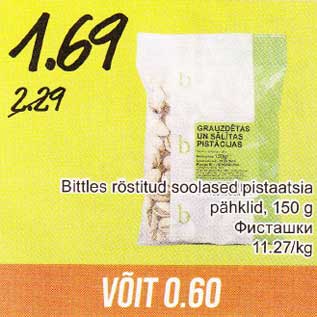 1.69
2.29
GRAUZDĒTAS
UN SĀLĪTAS
PISTĀCIJAS
Bittles röstitud soolased pistaatsia
pähklid, 150 g
Фисташки
11.27/kg
VÕIT 0.60